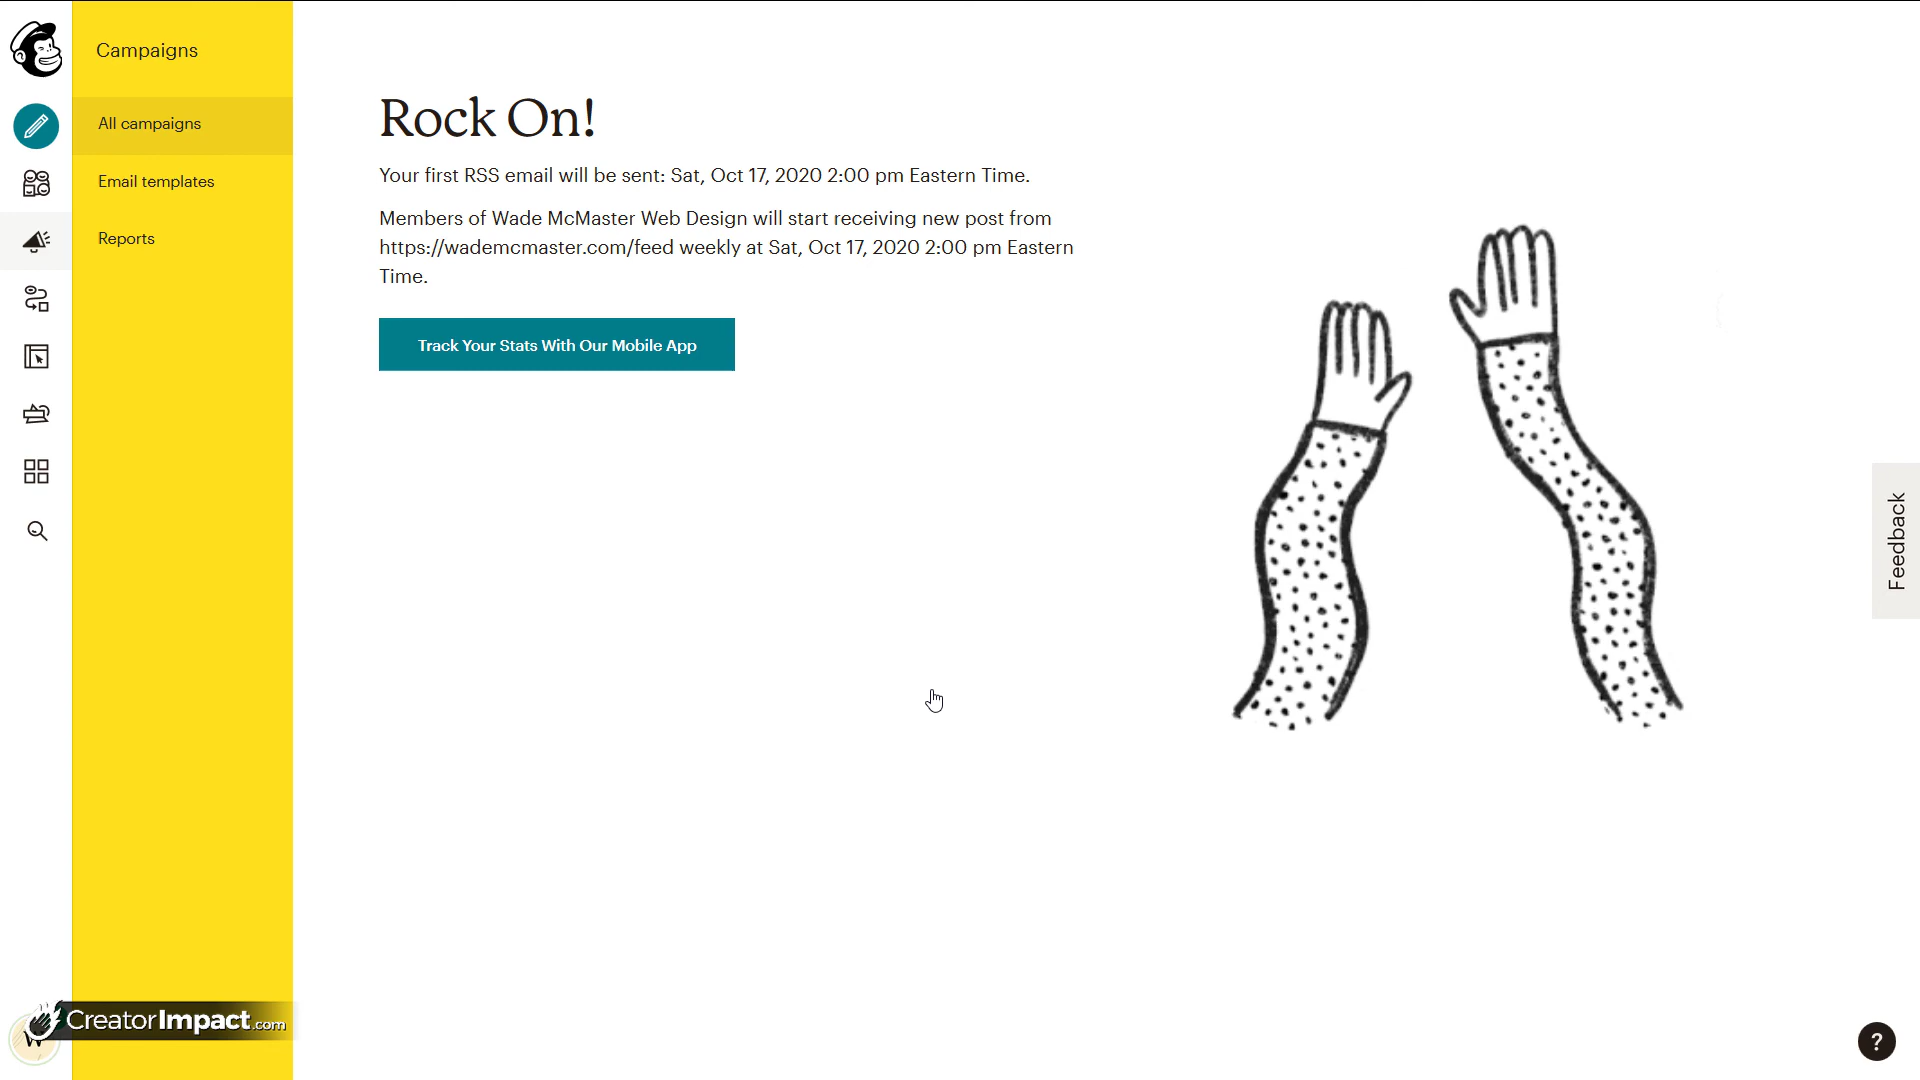 Campaigns
All campaigns
Email templates
Reports
Rock On!
Your first RSS email will be sent: Sat, Oct 17, 2020 2:00 pm Eastern Time.
Members of Wade McMaster Web Design will start receiving new post from
https://wademcmaster.com/feed weekly at Sat, Oct 17, 2020 2:00 pm Eastern
Time.
Track Your Stats With Our Mobile App
Feedback
CreatorImpact.com
W
?